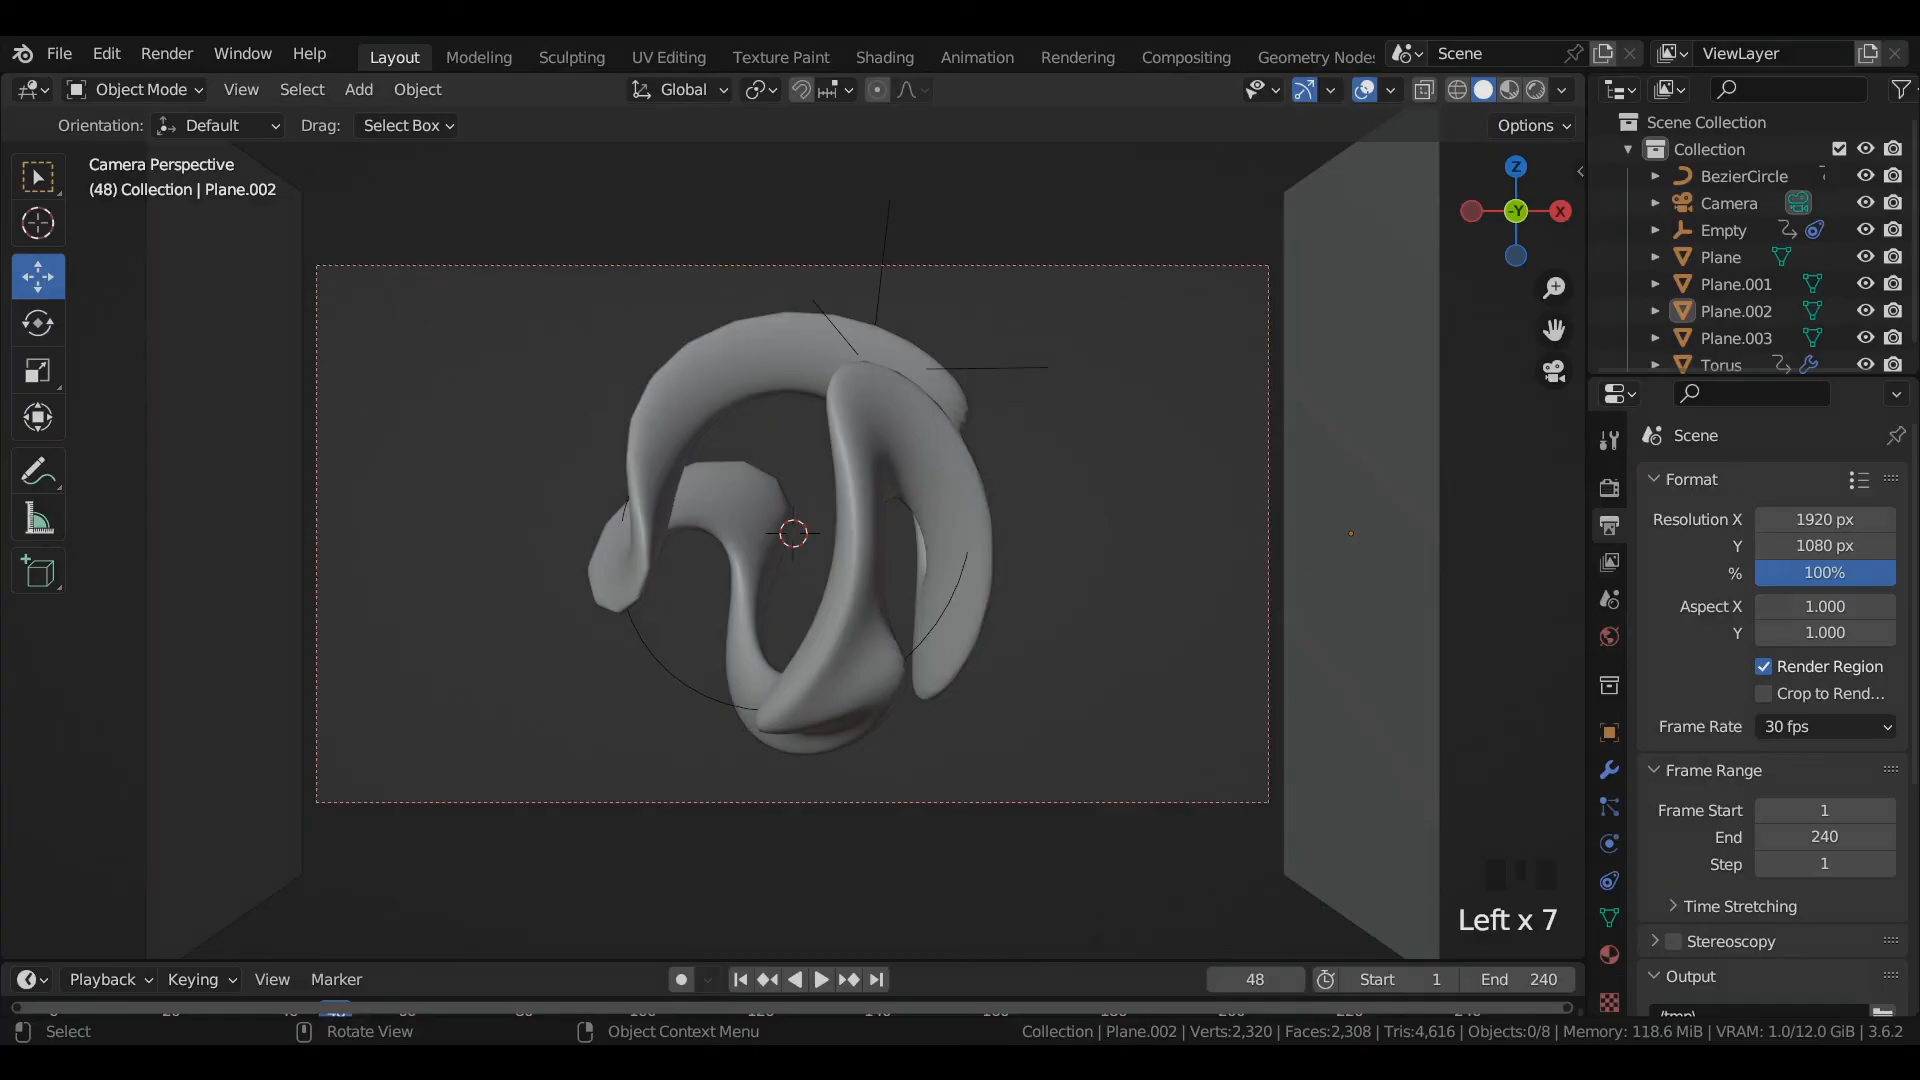 File Edit Render Window Help Layout Modeling Sculpting UV Editing Texture Paint Shading Animation Rendering Compositing Geometry Nodes Scene ViewLayer
Object Mode View Select Add Object Global
Orientation: Default Drag: Select Box Options
Camera Perspective
(48) Collection | Plane.002
Z
-Y X
Scene Collection
Collection
BezierCircle
Camera
Empty
Plane
Plane.001
Plane.002
Plane.003
Torus
Scene
Format
Resolution X 1920 px
Y 1080 px
% 100%
Aspect X 1.000
Y 1.000
Render Region
Crop to Rend...
Frame Rate 30 fps
Frame Range
Frame Start 1
End 240
Step 1
Time Stretching
Stereoscopy
Output
Left x 7
Playback Keying View Marker 48 Start 1 End 240
Select Rotate View Object Context Menu Collection | Plane.002 | Verts:2,320 | Faces:2,308 | Tris:4,616 | Objects:0/8 | Memory: 118.6 MiB | VRAM: 1.0/12.0 GiB | 3.6.2